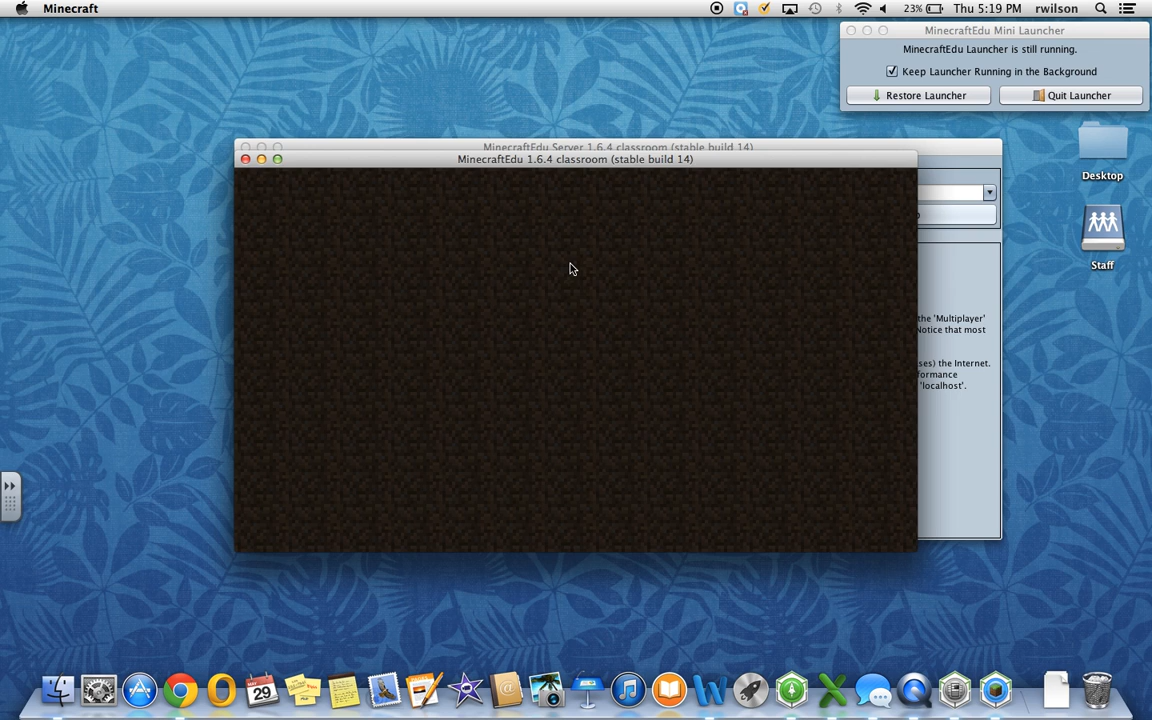 Minecraft
23%
Thu 5:19 PM
rwilson
MinecraftEdu Mini Launcher
MinecraftEdu Launcher is still running.
Keep Launcher Running in the Background
Restore Launcher
Quit Launcher
Desktop
Staff
MinecraftEdu Server 1.6.4 classroom (stable build 14)
MinecraftEdu 1.6.4 classroom (stable build 14)
the 'Multiplayer'
Notice that most
ses) the Internet.
formance
'localhost'.
29